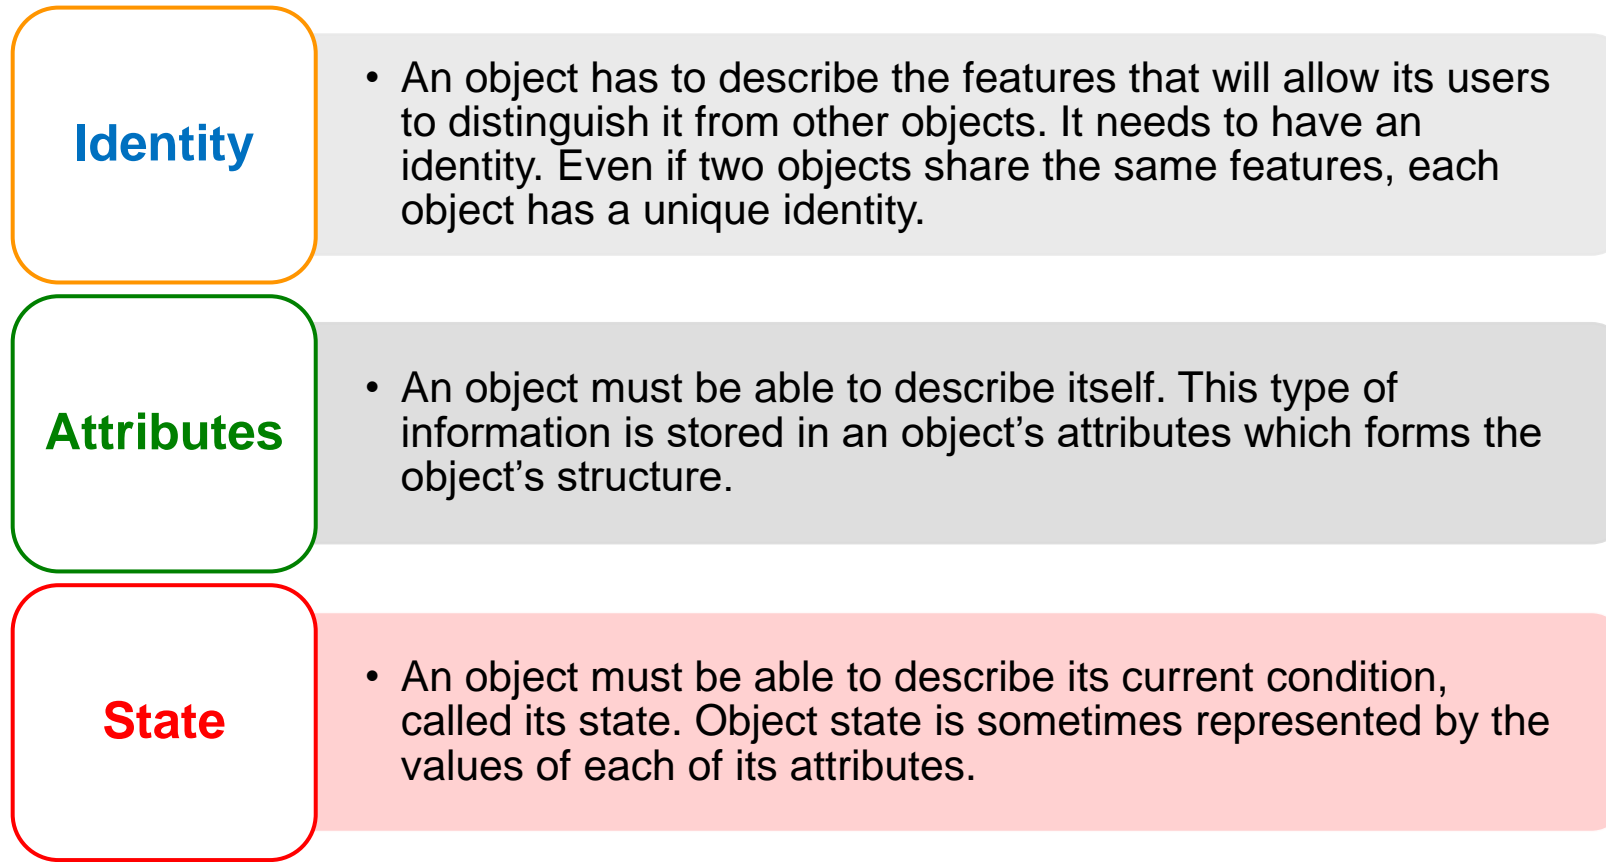 Identity
• An object has to describe the features that will allow its users
to distinguish it from other objects. It needs to have an
identity. Even if two objects share the same features, each
object has a unique identity.
Attributes
• An object must be able to describe itself. This type of
information is stored in an object’s attributes which forms the
object’s structure.
State
• An object must be able to describe its current condition,
called its state. Object state is sometimes represented by the
values of each of its attributes.